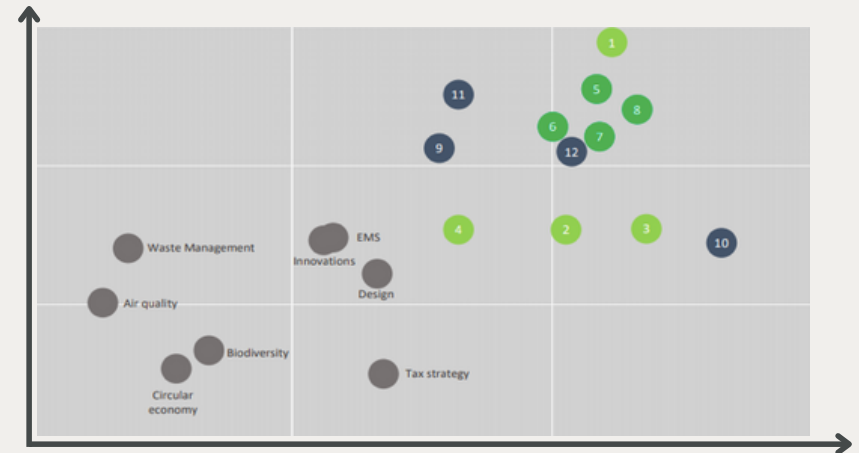 1
5
11
8
6
7
9
12
4
2
3
10
EMS
Waste Management
Innovations
Design
Air quality
Biodiversity
Tax strategy
Circular
economy